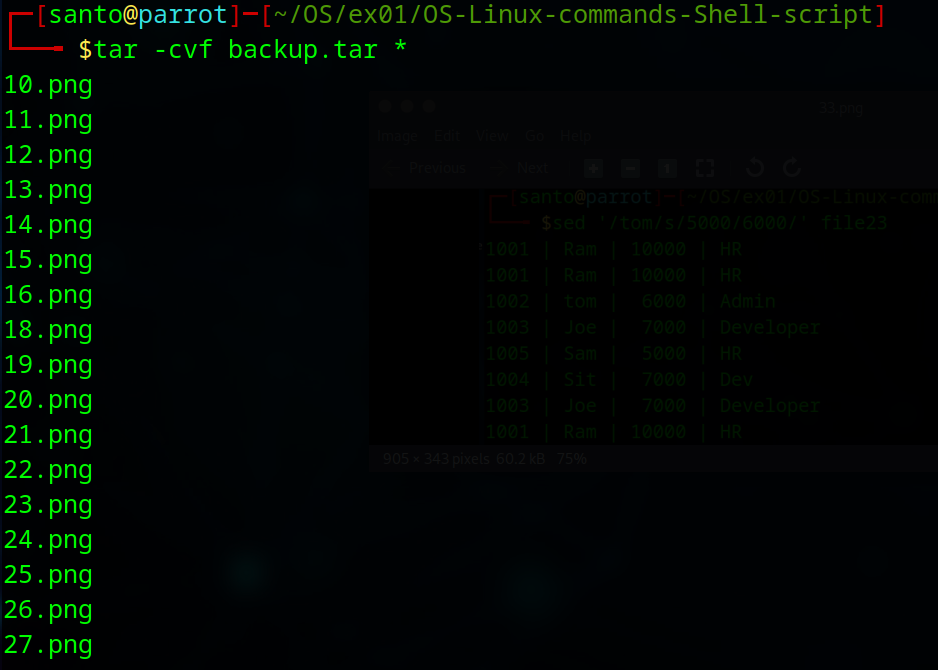 ┌─[santo@parrot]─[~/OS/ex01/OS-Linux-commands-Shell-script]
└──╼ $tar -cvf backup.tar *
10.png
11.png
12.png
13.png
14.png
15.png
16.png
18.png
19.png
20.png
21.png
22.png
23.png
24.png
25.png
26.png
27.png
33.png
Image Edit View Go Help
Previous Next
[santo@parrot]─[~/OS/ex01/OS-Linux-com
$sed '/tom/s/5000/6000/' file23
1001 | Ram | 10000 | HR
1001 | Ram | 10000 | HR
1002 | tom | 6000 | Admin
1003 | Joe | 7000 | Developer
1005 | Sam | 5000 | HR
1004 | Sit | 7000 | Dev
1003 | Joe | 7000 | Developer
1001 | Ram | 10000 | HR
905 × 343 pixels 60.2 kB 75%